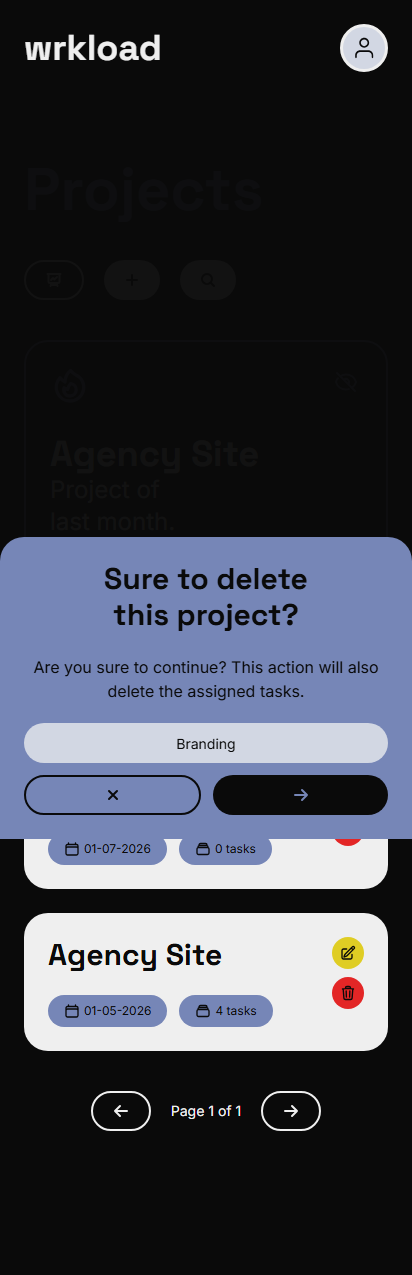 wrkload
Projects
Agency Site
Project of
last month.
Sure to delete
this project?
Are you sure to continue? This action will also
delete the assigned tasks.
Branding
01-07-2026
0 tasks
Agency Site
01-05-2026
4 tasks
Page 1 of 1